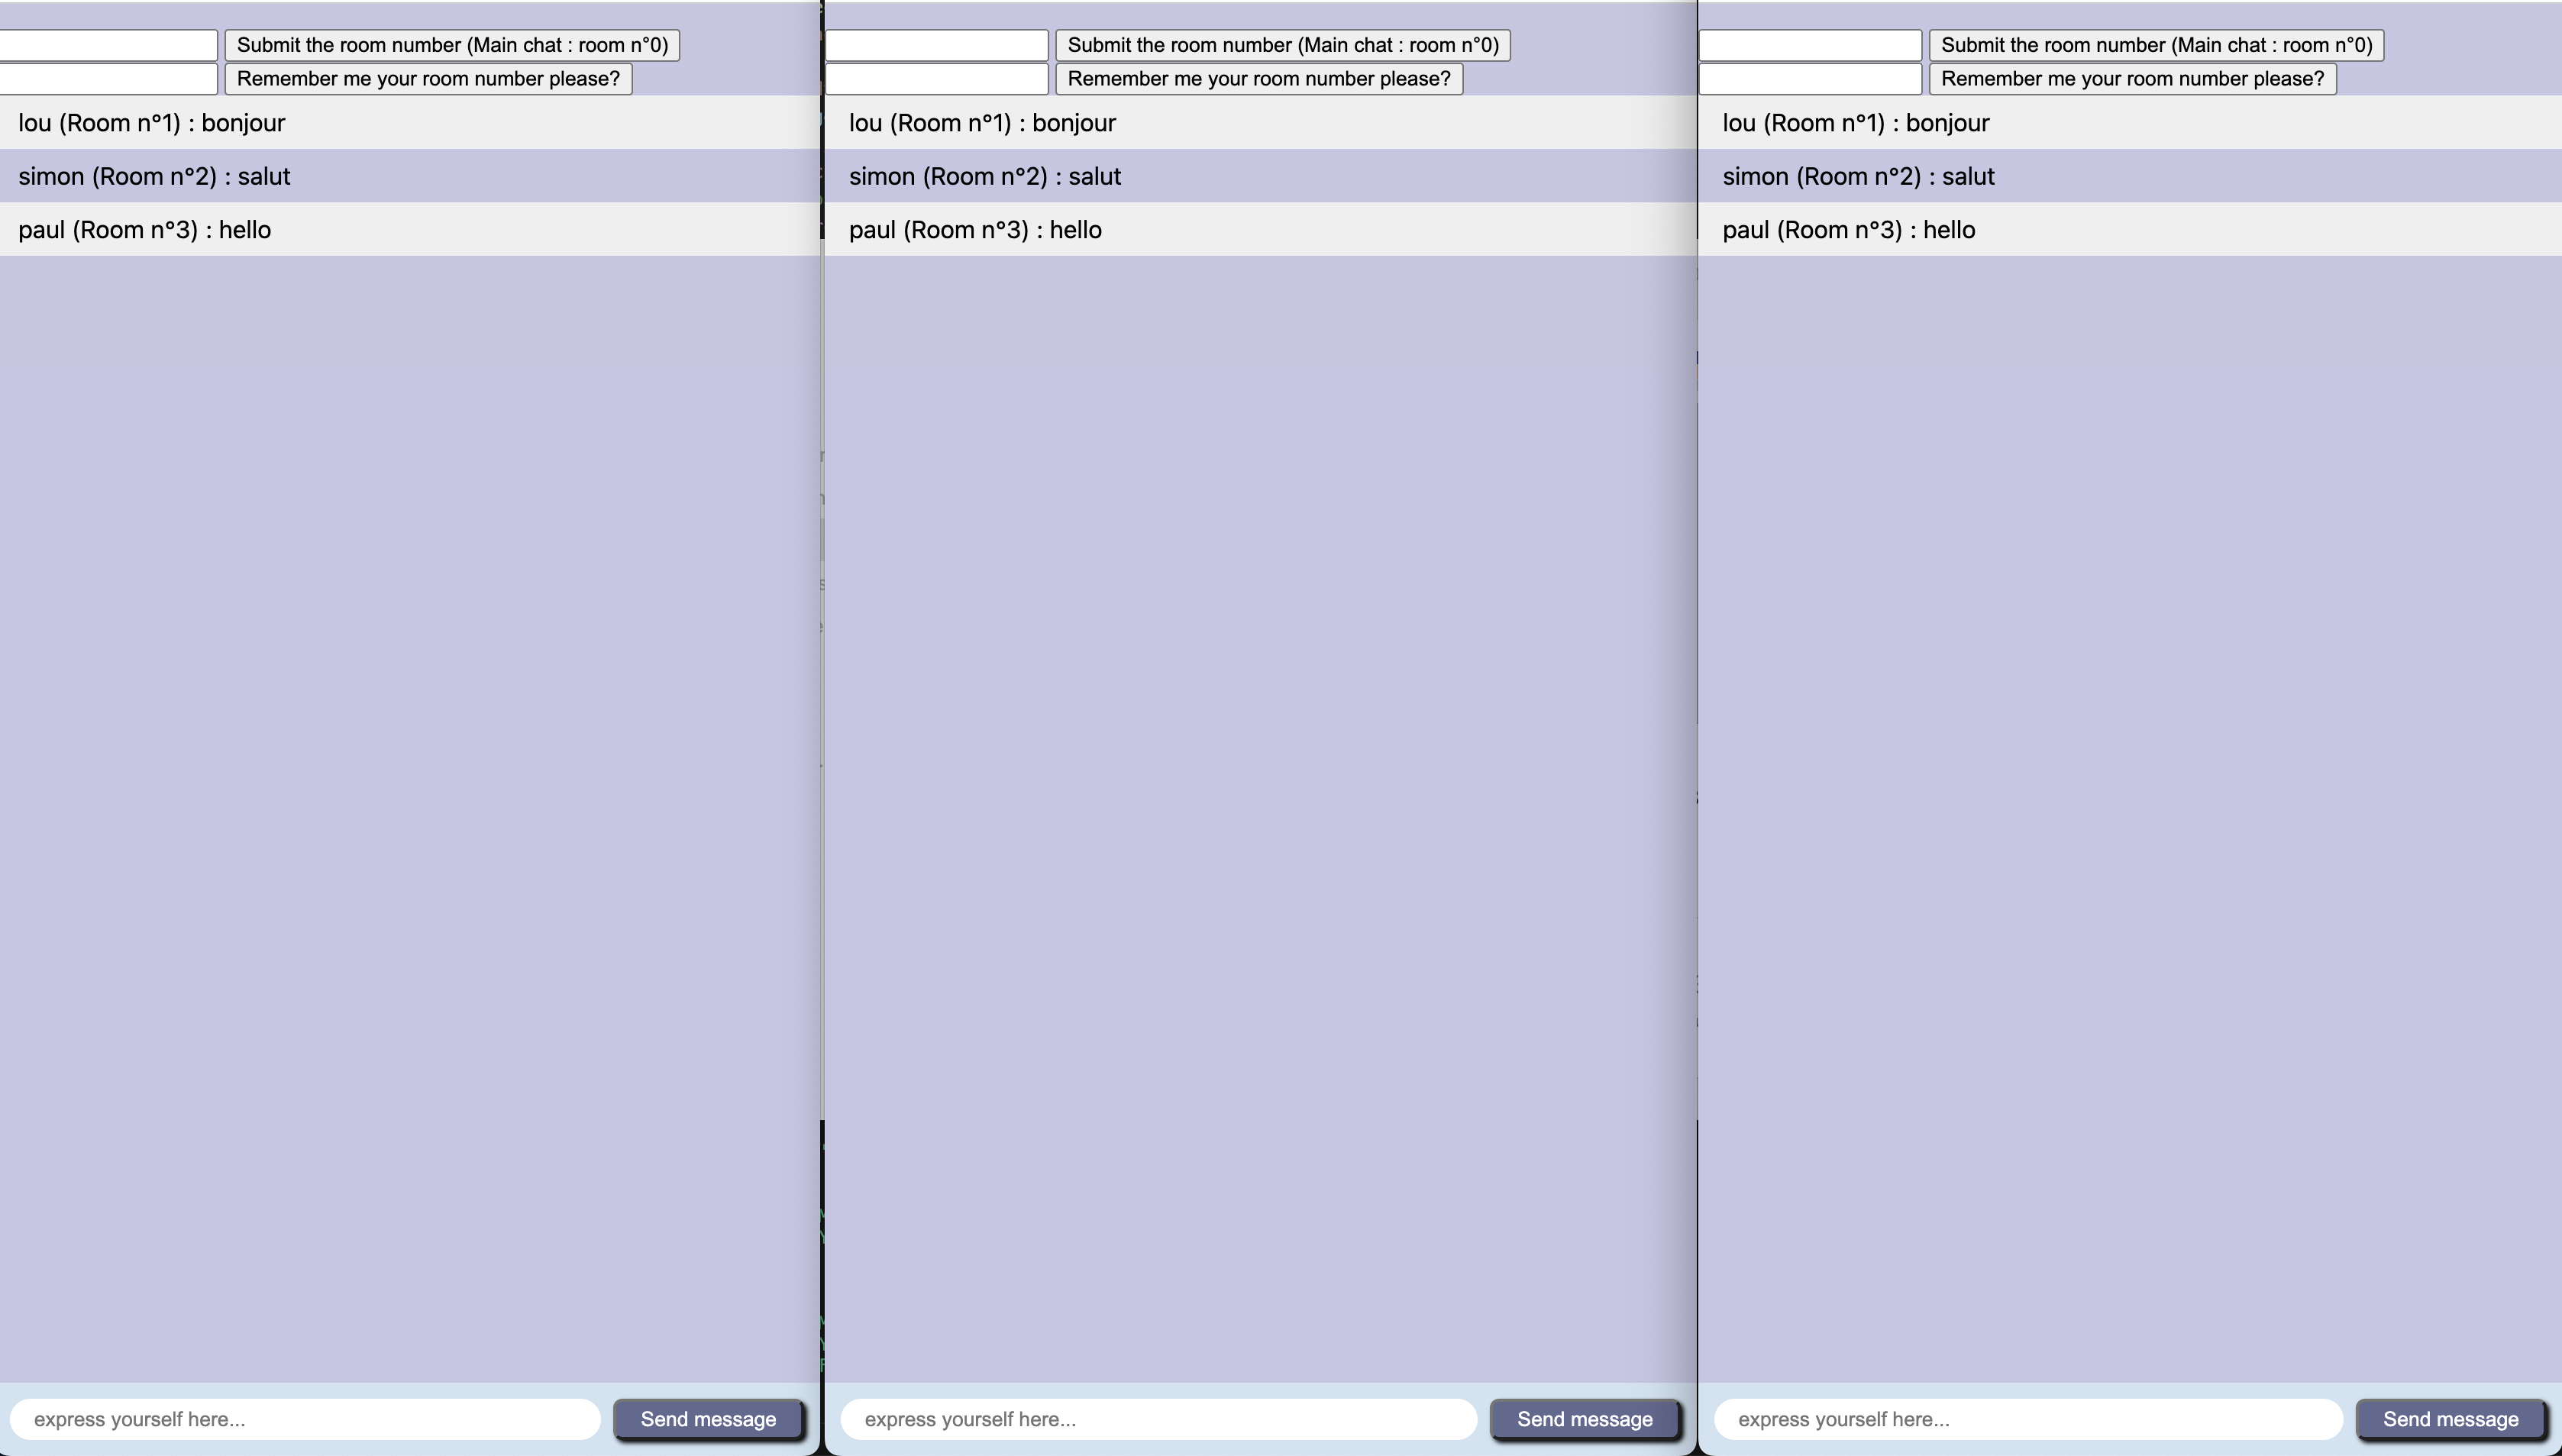 Submit the room number (Main chat : room n°0)
Remember me your room number please?
lou (Room n°1) : bonjour
simon (Room n°2) : salut
paul (Room n°3) : hello
express yourself here...
Send message
Submit the room number (Main chat : room n°0)
Remember me your room number please?
lou (Room n°1) : bonjour
simon (Room n°2) : salut
paul (Room n°3) : hello
express yourself here...
Send message
Submit the room number (Main chat : room n°0)
Remember me your room number please?
lou (Room n°1) : bonjour
simon (Room n°2) : salut
paul (Room n°3) : hello
express yourself here...
Send message